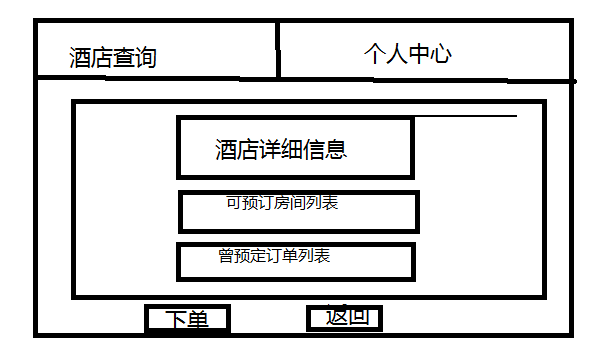 酒店查询
个人中心
酒店详细信息
可预订房间列表
曾预定订单列表
下单
返回